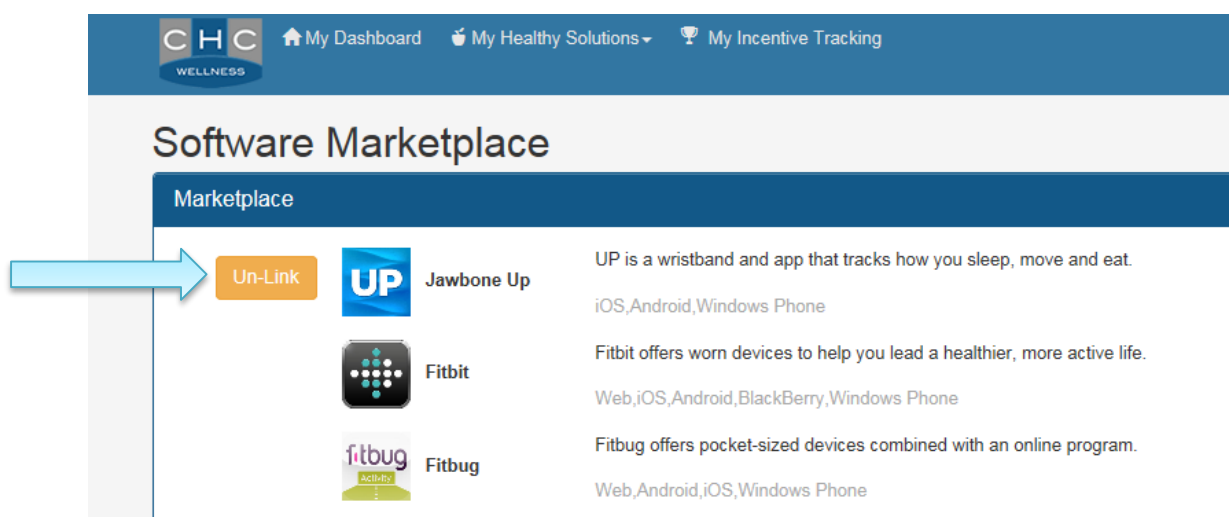 C H C
WELLNESS
My Dashboard
My Healthy Solutions
My Incentive Tracking
Software Marketplace
Marketplace
Un-Link
UP
Jawbone Up
UP is a wristband and app that tracks how you sleep, move and eat.
iOS,Android,Windows Phone
Fitbit
Fitbit offers worn devices to help you lead a healthier, more active life.
Web,iOS,Android,BlackBerry,Windows Phone
fitbug
Activity
Fitbug
Fitbug offers pocket-sized devices combined with an online program.
Web,Android,iOS,Windows Phone